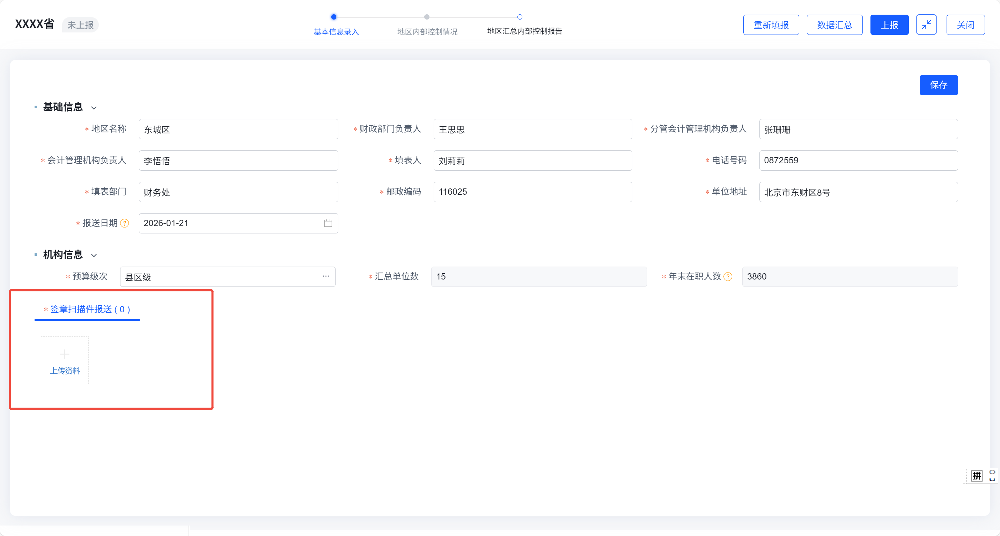 XXXX省 未上报
基本信息录入 地区内部控制情况 地区汇总内部控制报告
重新填报 数据汇总 上报 关闭
保存
基础信息
* 地区名称 东城区 * 财政部门负责人 王思思 * 分管会计管理机构负责人 张珊珊
* 会计管理机构负责人 李悟悟 * 填表人 刘莉莉 * 电话号码 0872559
* 填表部门 财务处 * 邮政编码 116025 * 单位地址 北京市东财区8号
* 报送日期 ? 2026-01-21
机构信息
* 预算级次 县区级 ··· * 汇总单位数 15 * 年末在职人数 ? 3860
* 签章扫描件报送 ( 0 )
上传资料
拼